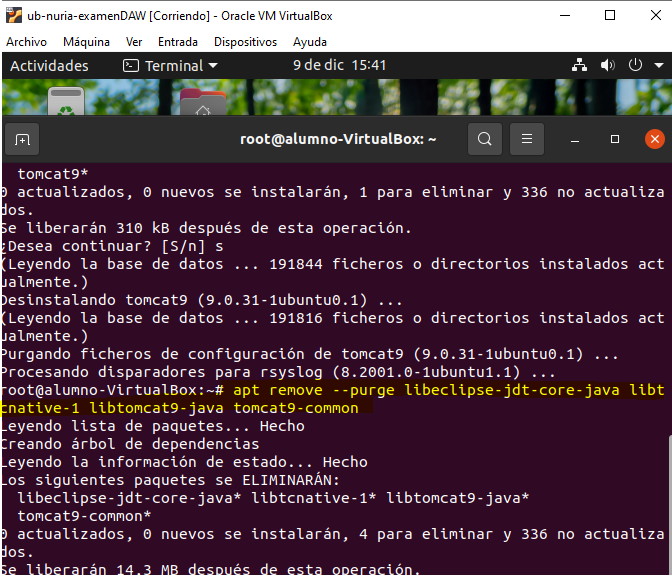 ub-nuria-examenDAW [Corriendo] - Oracle VM VirtualBox
Archivo Máquina Ver Entrada Dispositivos Ayuda
Actividades Terminal 9 de dic 15:41
root@alumno-VirtualBox: ~
tomcat9*
0 actualizados, 0 nuevos se instalarán, 1 para eliminar y 336 no actualiza
dos.
Se liberarán 310 kB después de esta operación.
¿Desea continuar? [S/n] s
(Leyendo la base de datos ... 191844 ficheros o directorios instalados act
ualmente.)
Desinstalando tomcat9 (9.0.31-1ubuntu0.1) ...
(Leyendo la base de datos ... 191816 ficheros o directorios instalados act
ualmente.)
Purgando ficheros de configuración de tomcat9 (9.0.31-1ubuntu0.1) ...
Procesando disparadores para rsyslog (8.2001.0-1ubuntu1.1) ...
root@alumno-VirtualBox:~# apt remove --purge libeclipse-jdt-core-java libt
cnative-1 libtomcat9-java tomcat9-common
Leyendo lista de paquetes... Hecho
Creando árbol de dependencias
Leyendo la información de estado... Hecho
Los siguientes paquetes se ELIMINARÁN:
libeclipse-jdt-core-java* libtcnative-1* libtomcat9-java*
tomcat9-common*
0 actualizados, 0 nuevos se instalarán, 4 para eliminar y 336 no actualiza
dos.
Se liberarán 14.3 MB después de esta operación.